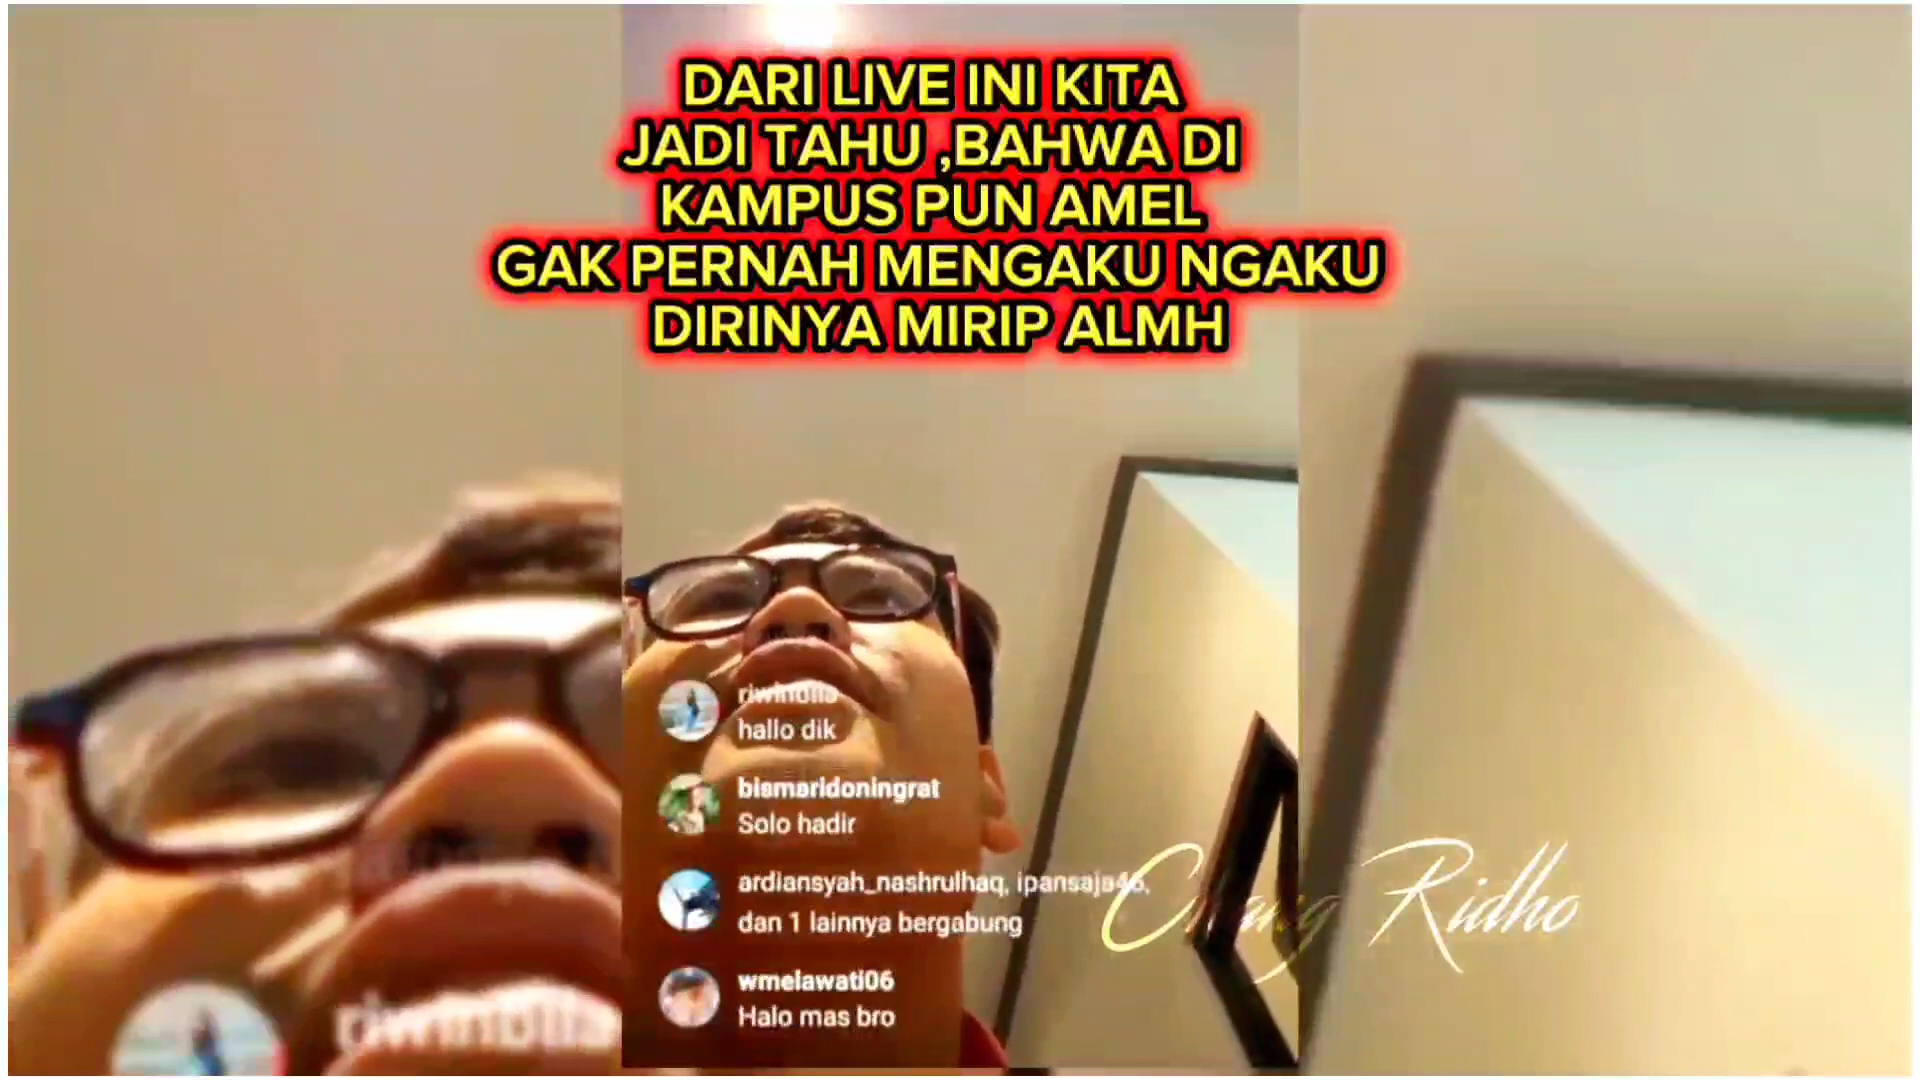 DARI LIVE INI KITA
JADI TAHU ,BAHWA DI
KAMPUS PUN AMEL
GAK PERNAH MENGAKU NGAKU
DIRINYA MIRIP ALMH
hallo dik
bismaridoningrat
Solo hadir
ardiansyah_nashrulhaq, ipansaja46,
dan 1 lainnya bergabung
Ridho
wmelawati06
Halo mas bro